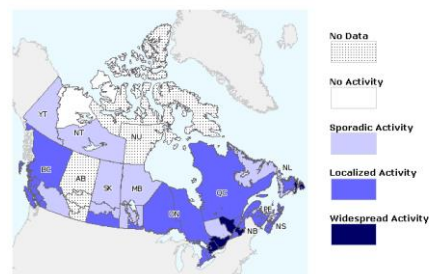 No Data
No Activity
Sporadic Activity
Localized Activity
Widespread Activity
YT
NT
NU
BC
AB
SK
MB
ON
QC
NL
PE
NB
NS